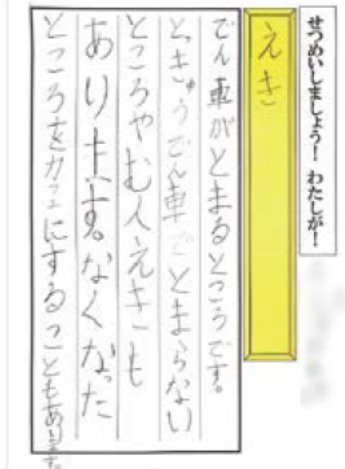 せつめいしましょう！ わたしが！
えき
でん車がとまるところです。
とっきゅうでん車でとまらない
ところやむ人えきも
あります。なくなった
ところをカフェにすることもあります。